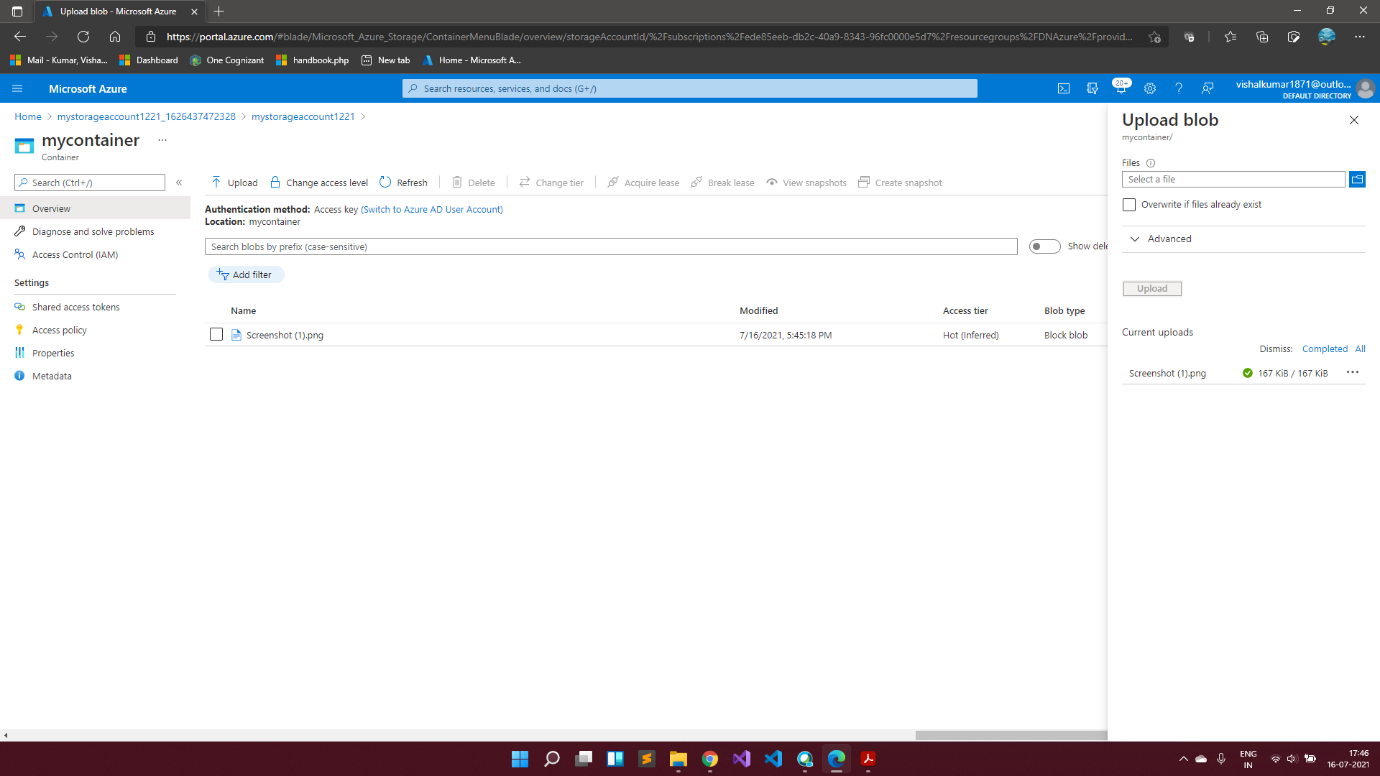 Upload blob - Microsoft Azure
https://portal.azure.com/#blade/Microsoft_Azure_Storage/ContainerMenuBlade/overview/storageAccountId/%2Fsubscriptions%2Fede85eeb-db2c-40a9-8343-96fc0000e5d7%2Fresourcegroups%2FDNAzure%2Fprovid...
Mail - Kumar, Visha... Dashboard One Cognizant handbook.php New tab Home - Microsoft A...
Microsoft Azure
Search resources, services, and docs (G+/)
20+
vishalkumar1871@outlo...
DEFAULT DIRECTORY
Home > mystorageaccount1221_1626437472328 > mystorageaccount1221 >
mycontainer ...
Container
Search (Ctrl+/)
«
Overview
Diagnose and solve problems
Access Control (IAM)
Settings
Shared access tokens
Access policy
Properties
Metadata
Upload Change access level Refresh Delete Change tier Acquire lease Break lease View snapshots Create snapshot
Authentication method: Access key (Switch to Azure AD User Account)
Location: mycontainer
Search blobs by prefix (case-sensitive)
Show dele
Add filter
Name Modified Access tier Blob type
Screenshot (1).png 7/16/2021, 5:45:18 PM Hot (Inferred) Block blob
Upload blob
mycontainer/
Files
Select a file
Overwrite if files already exist
Advanced
Upload
Current uploads
Dismiss: Completed All
Screenshot (1).png 167 KiB / 167 KiB ...
ENG
IN
17:46
16-07-2021